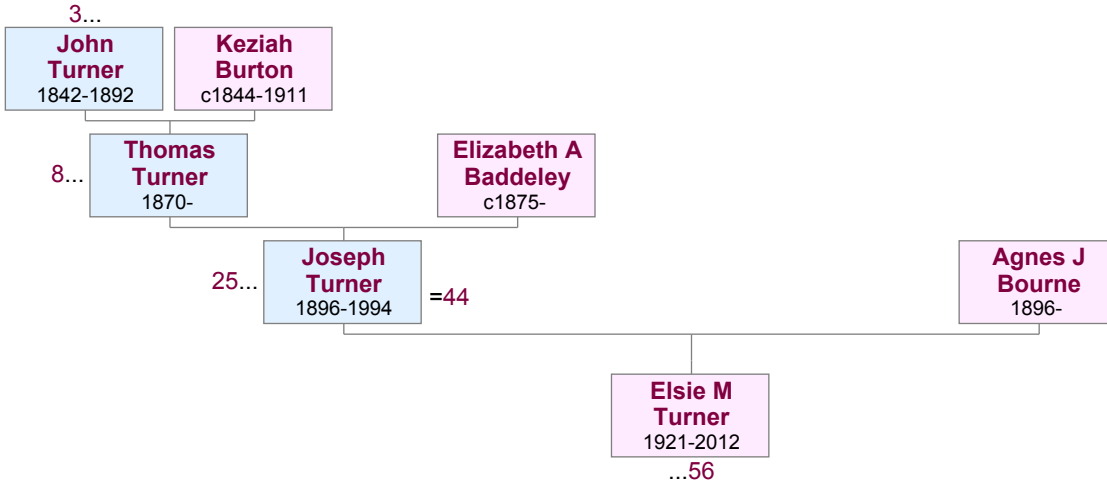 3...
John
Turner
1842-1892
Keziah
Burton
c1844-1911
8...
Thomas
Turner
1870-
Elizabeth A
Baddeley
c1875-
25...
Joseph
Turner
1896-1994
=44
Agnes J
Bourne
1896-
Elsie M
Turner
1921-2012
...56